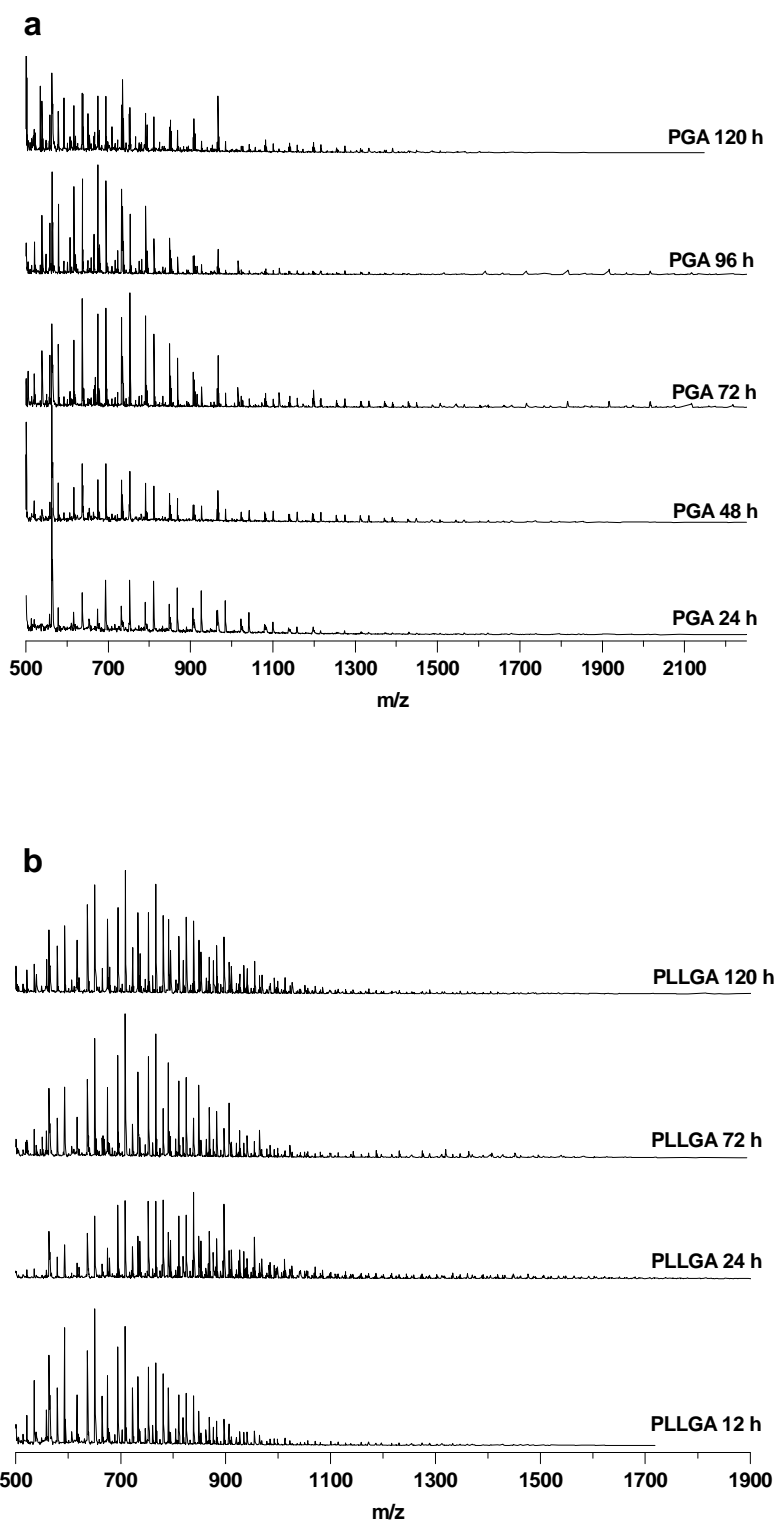 a
PGA 120 h
PGA 96 h
PGA 72 h
PGA 48 h
PGA 24 h
500 700 900 1100 1300 1500 1700 1900 2100
m/z
b
PLLGA 120 h
PLLGA 72 h
PLLGA 24 h
PLLGA 12 h
500 700 900 1100 1300 1500 1700 1900
m/z